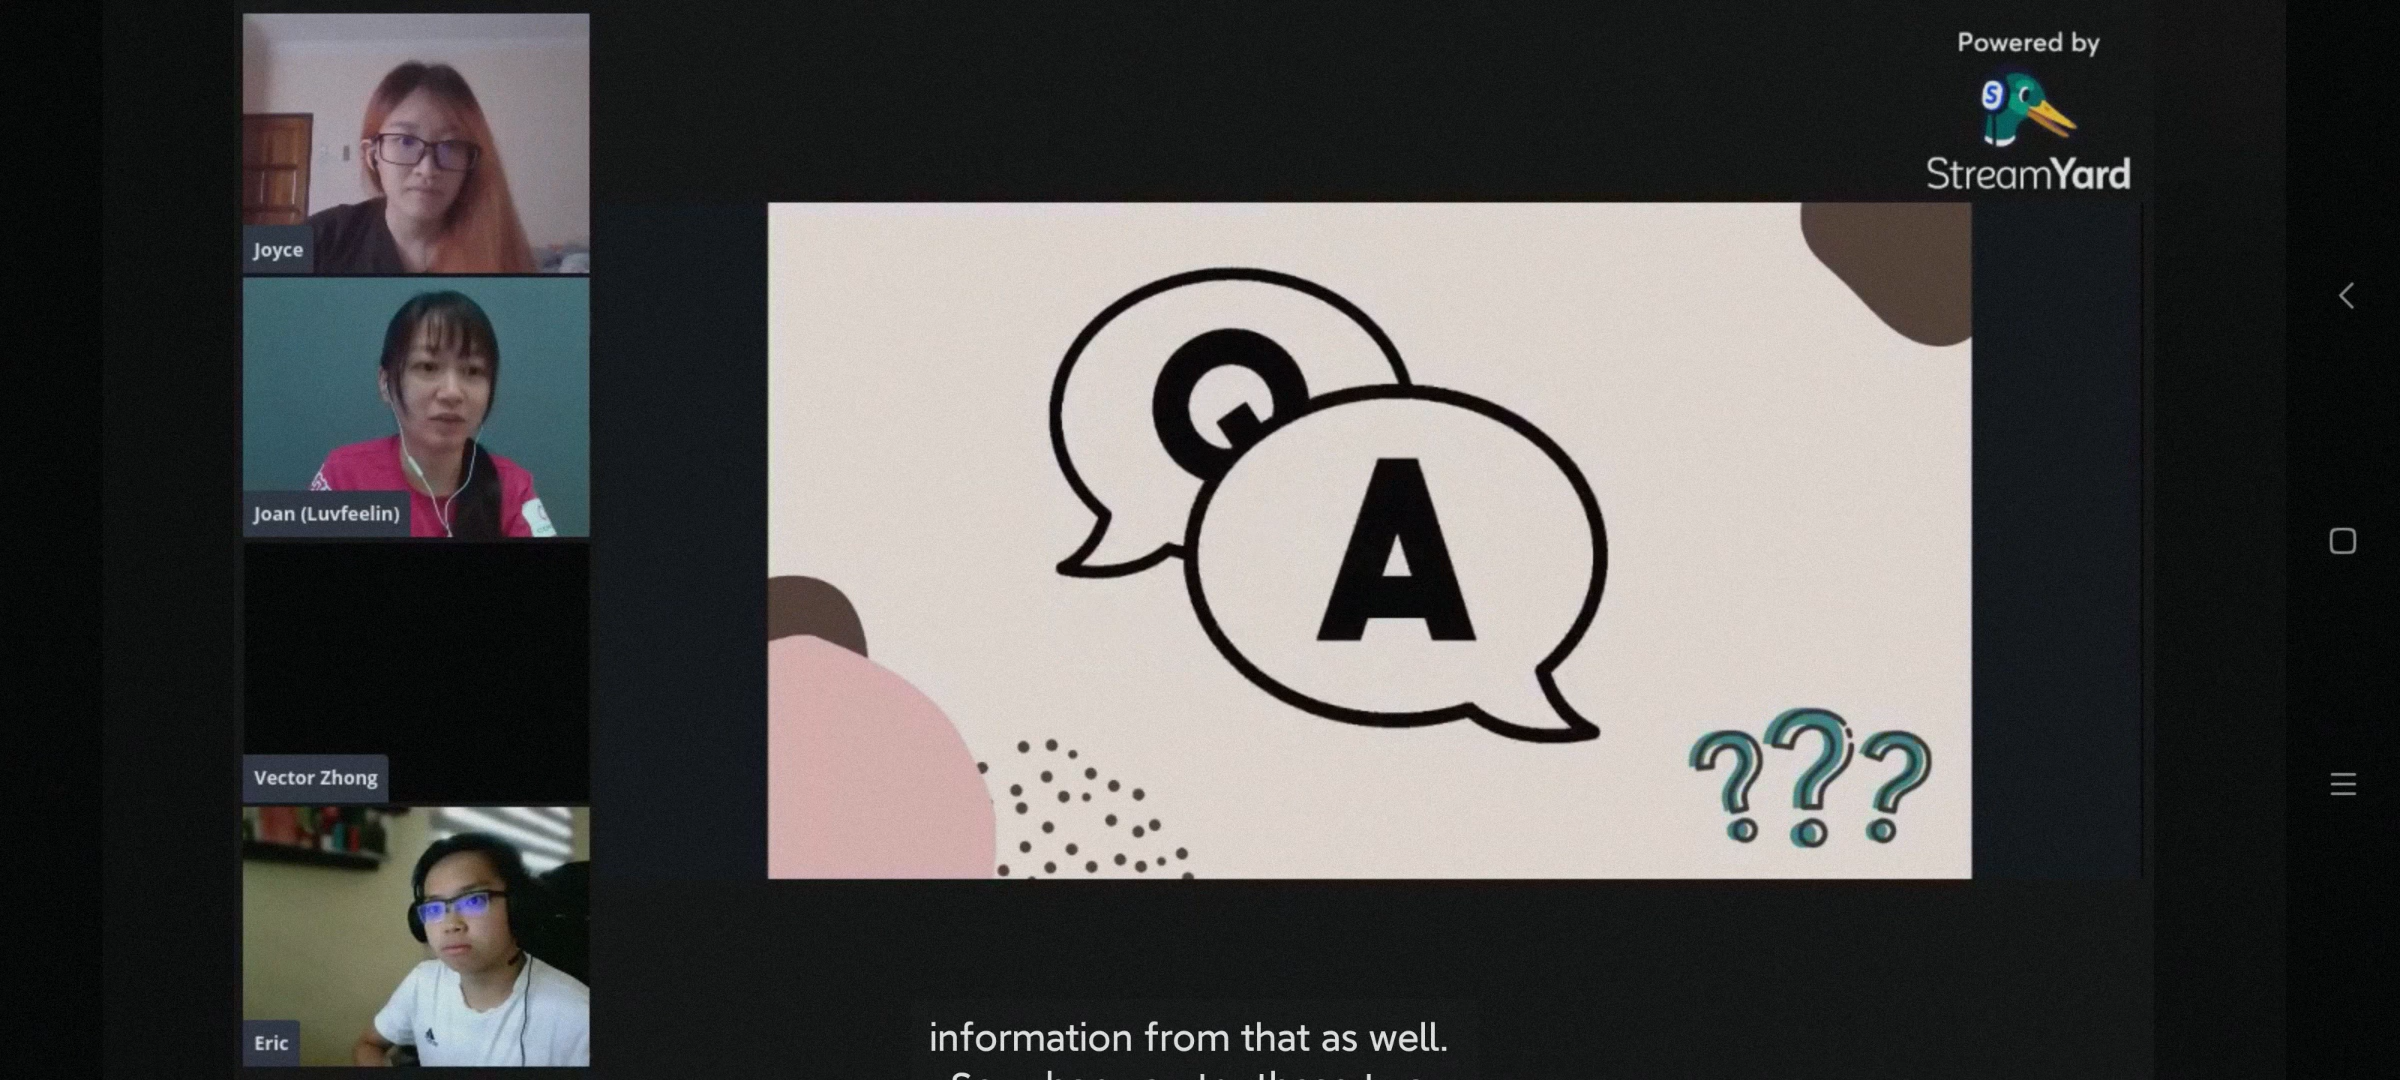 Powered by
S
StreamYard
Joyce
Joan (Luvfeelin)
Vector Zhong
Eric
Q
A
???
information from that as well.